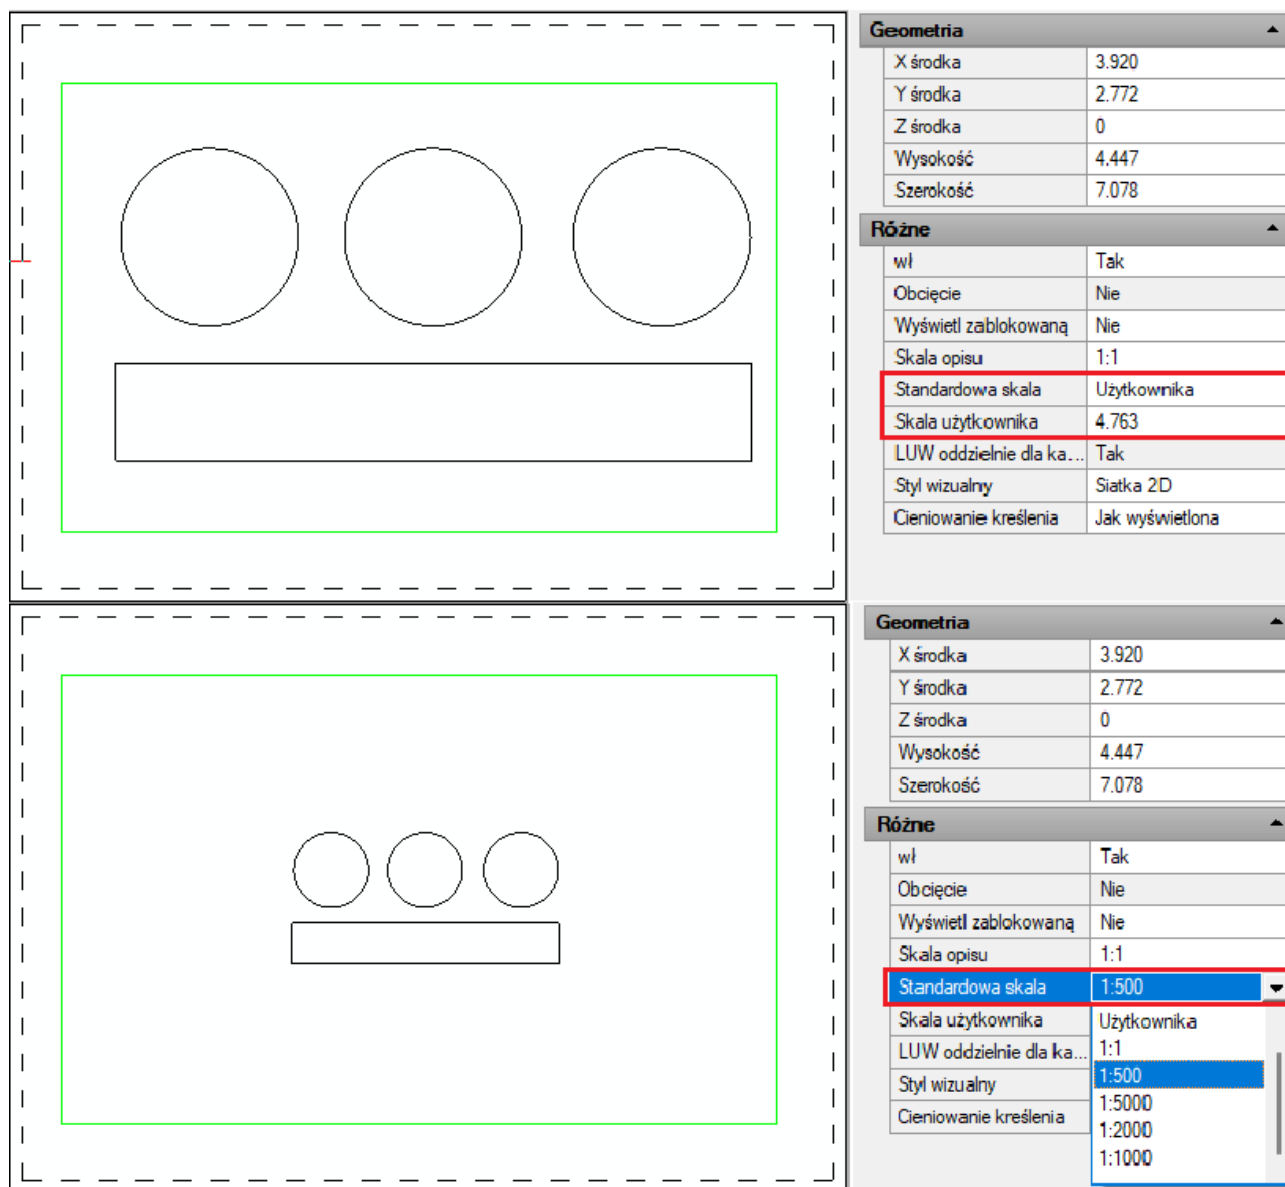 Geometria
X środka 3.920
Y środka 2.772
Z środka 0
Wysokość 4.447
Szerokość 7.078
Różne
wł Tak
Obcięcie Nie
Wyświetl zablokowaną Nie
Skala opisu 1:1
Standardowa skala Użytkownika
Skala użytkownika 4.763
LUW oddzielnie dla ka... Tak
Styl wizualny Siatka 2D
Cieniowanie kreślenia Jak wyświetlona
Geometria
X środka 3.920
Y środka 2.772
Z środka 0
Wysokość 4.447
Szerokość 7.078
Różne
wł Tak
Obcięcie Nie
Wyświetl zablokowaną Nie
Skala opisu 1:1
Standardowa skala 1:500
Skala użytkownika Użytkownika
LUW oddzielnie dla ka... 1:1
1:500
Styl wizualny
1:5000
Cieniowanie kreślenia
1:2000
1:1000